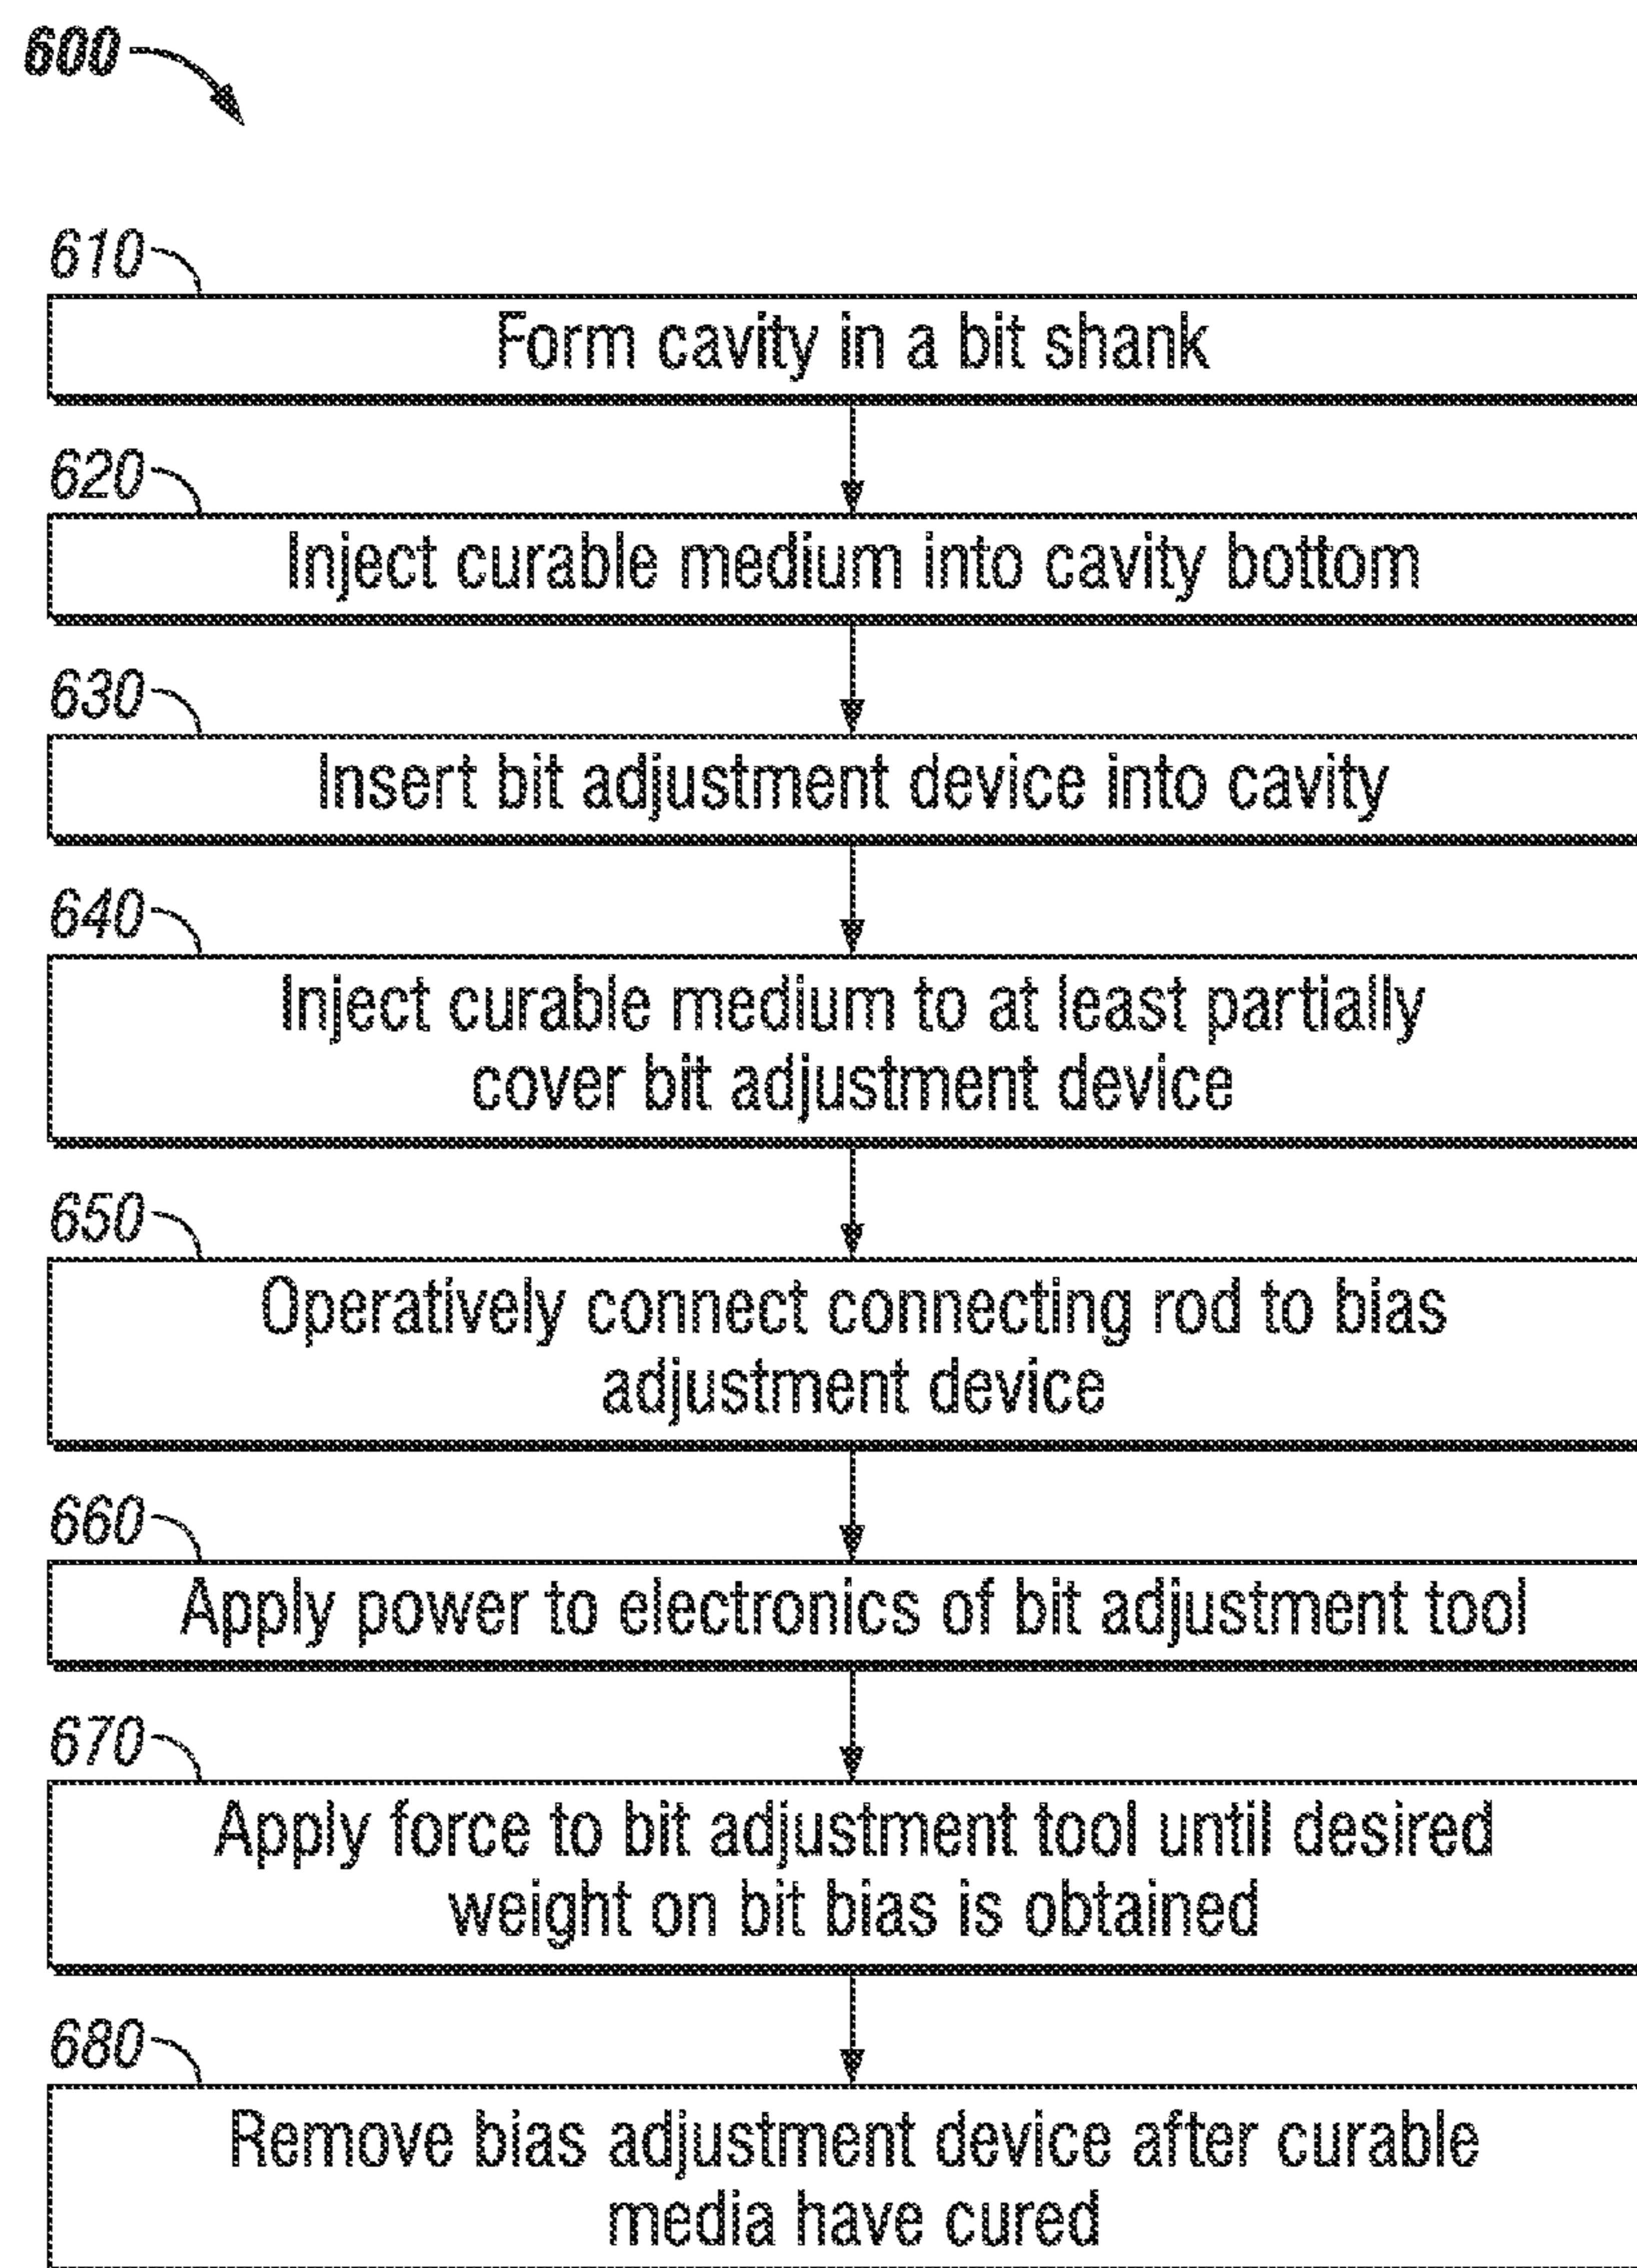 600
610
Form cavity in a bit shank
620
Inject curable medium into cavity bottom
630
Insert bit adjustment device into cavity
640
Inject curable medium to at least partially
cover bit adjustment device
650
Operatively connect connecting rod to bias
adjustment device
660
Apply power to electronics of bit adjustment tool
670
Apply force to bit adjustment tool until desired
weight on bit bias is obtained
680
Remove bias adjustment device after curable
media have cured